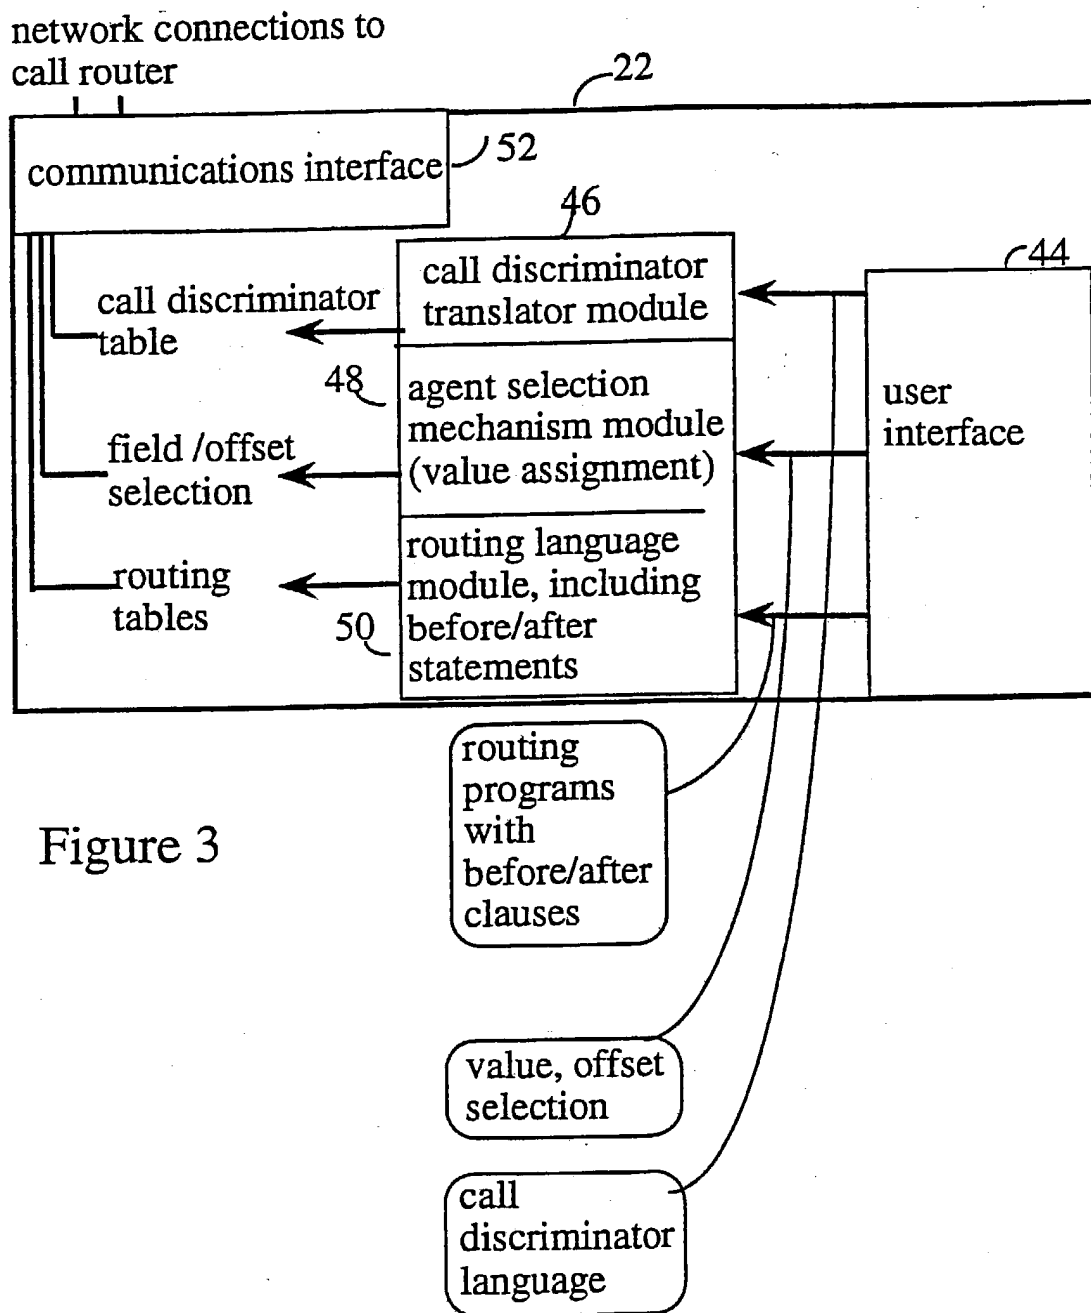 network connections to
call router
22
communications interface
52
46
44
call discriminator
translator module
call discriminator
table
48
agent selection
mechanism module
(value assignment)
user
interface
field /offset
selection
routing language
module, including
before/after
statements
routing
tables
50
routing
programs
with
before/after
clauses
Figure 3
value, offset
selection
call
discriminator
language